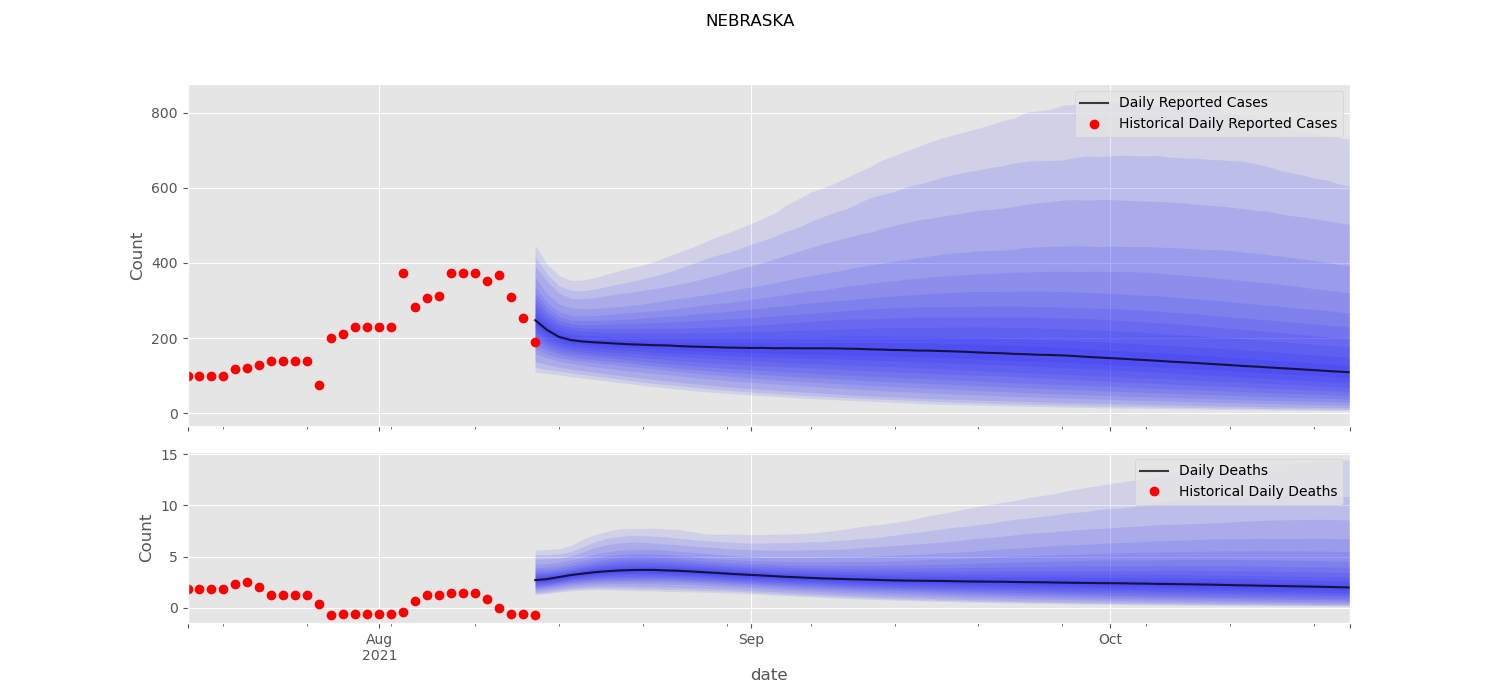 NEBRASKA
800
600
400
200
0
Count
Daily Reported Cases
Historical Daily Reported Cases
15
10
5
0
Count
Daily Deaths
Historical Daily Deaths
Aug
2021
Sep
Oct
date